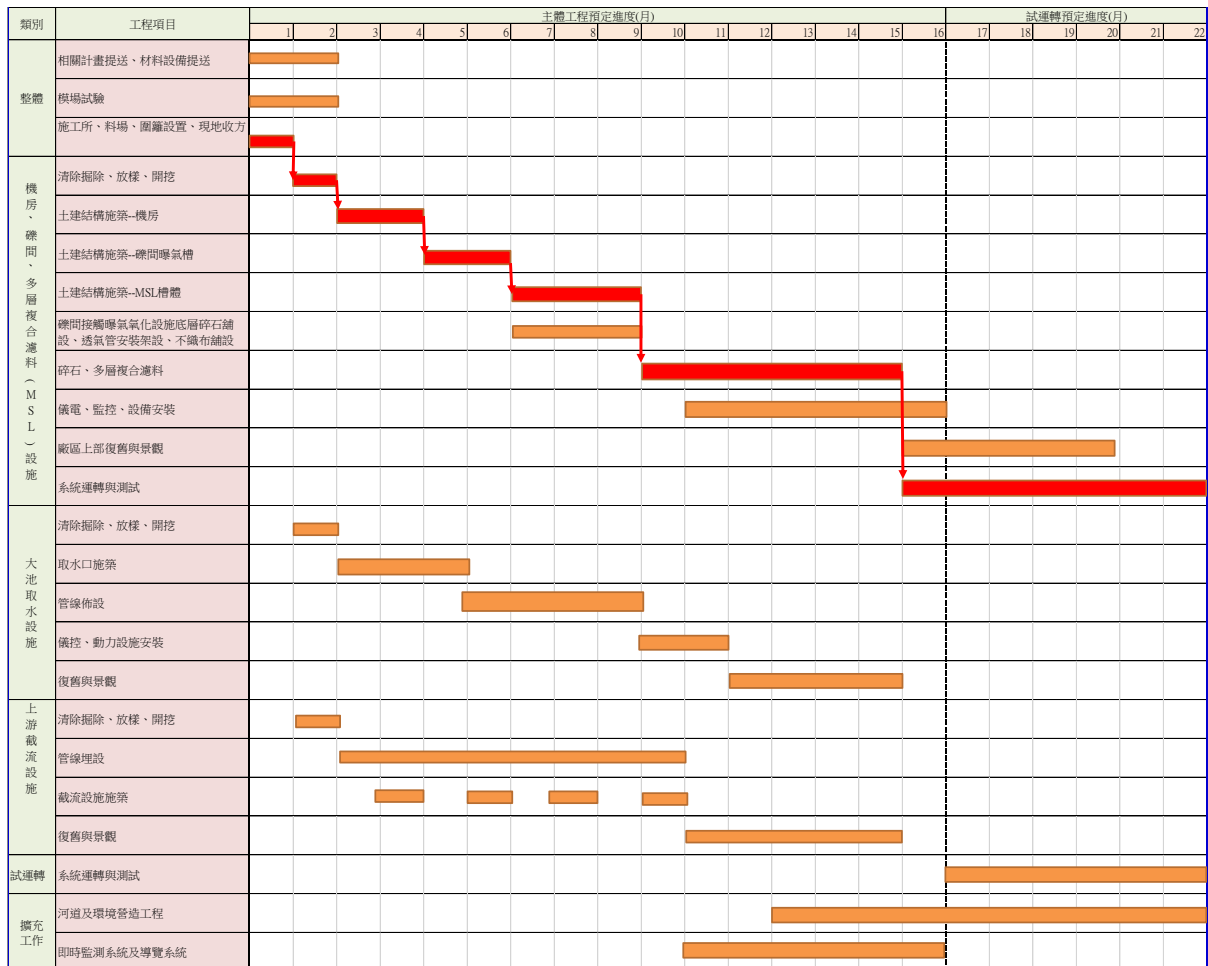 類別
工程項目
主體工程預定進度(月)
試運轉預定進度(月)
1 2 3 4 5 6 7 8 9 10 11 12 13 14 15 16 17 18 19 20 21 22
整體
相關計畫提送、材料設備提送
模場試驗
施工所、料場、圍籬設置、現地收方
機房、礫間、多層複合濾料(MSL)設施
清除掘除、放樣、開挖
土建結構施築--機房
土建結構施築--礫間曝氣槽
土建結構施築--MSL槽體
礫間接觸曝氣氧化設施底層碎石舖
設、透氣管安裝架設、不織布舖設
碎石、多層複合濾料
儀電、監控、設備安裝
廠區上部復舊與景觀
系統運轉與測試
大池取水設施
清除掘除、放樣、開挖
取水口施築
管線佈設
儀控、動力設施安裝
復舊與景觀
上游截流設施
清除掘除、放樣、開挖
管線埋設
截流設施施築
復舊與景觀
試運轉
系統運轉與測試
擴充
工作
河道及環境營造工程
即時監測系統及導覽系統